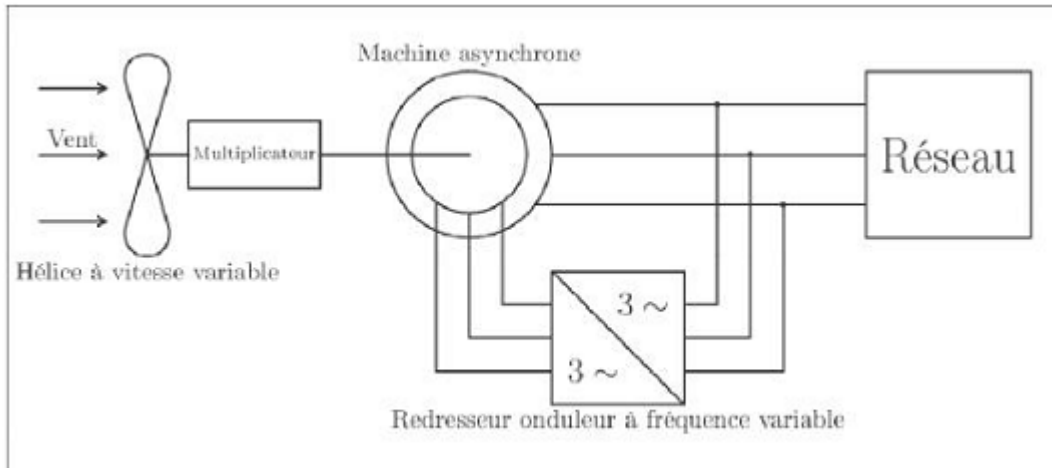 Machine asynchrone
Vent
Multiplicateur
Réseau
Hélice à vitesse variable
3 ~
3 ~
Redresseur onduleur à fréquence variable